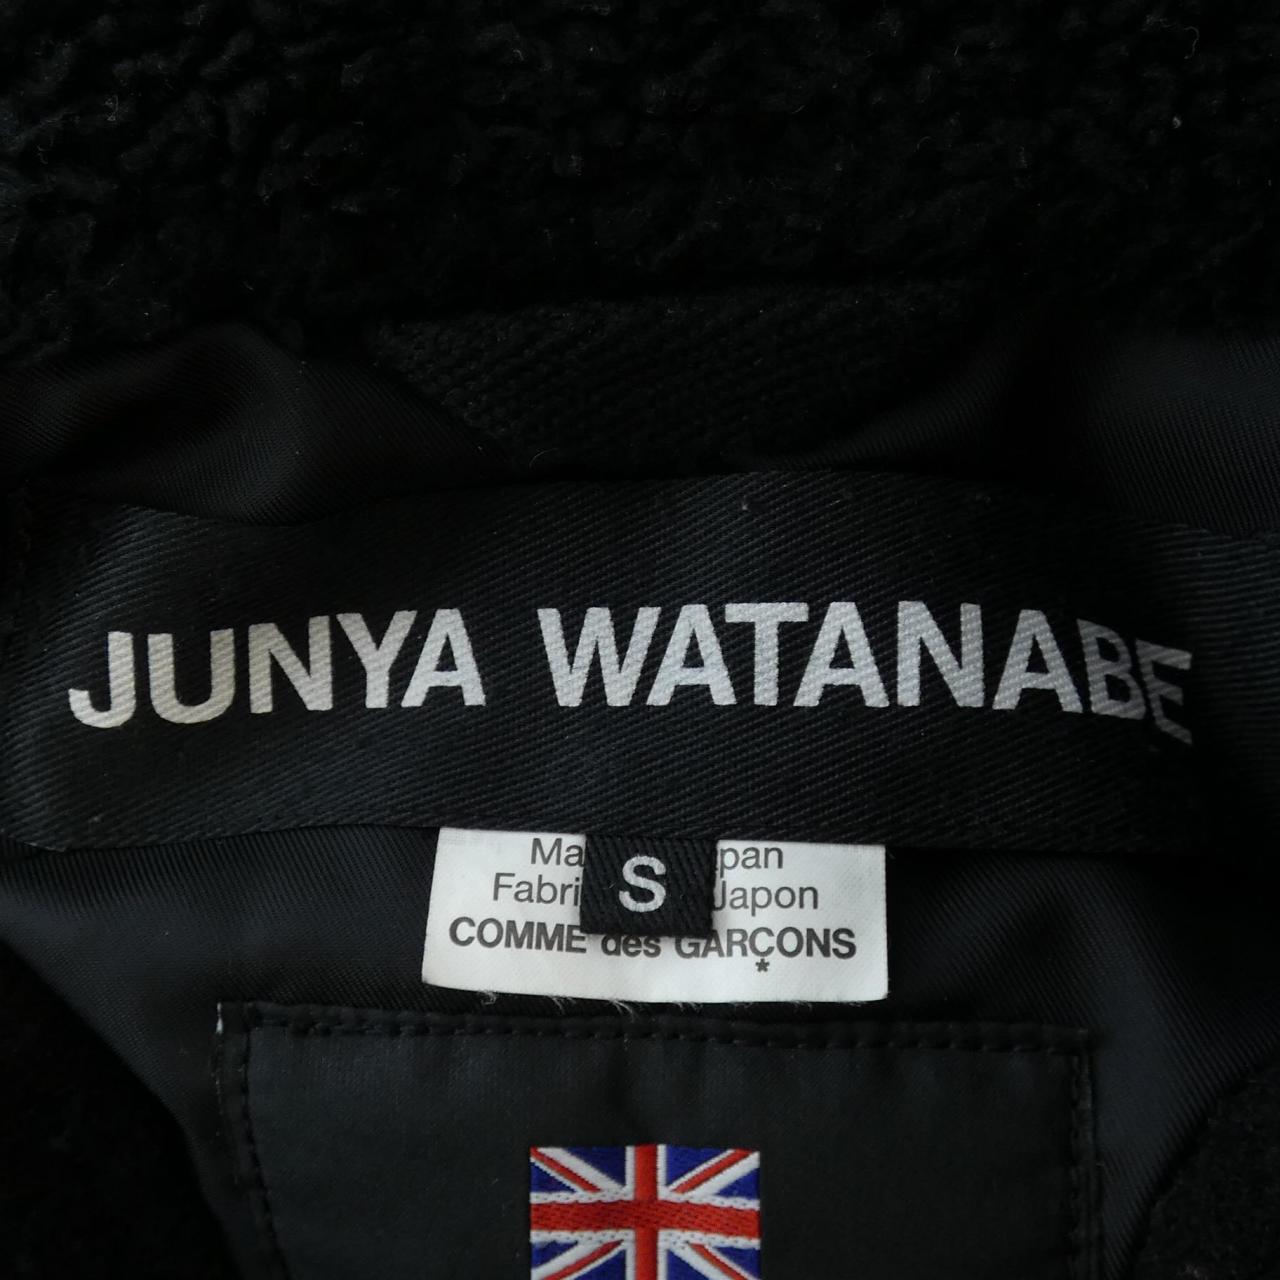 JUNYA WATANABE
Ma pan
S
Fabri Japon
COMME des GARÇONS
*